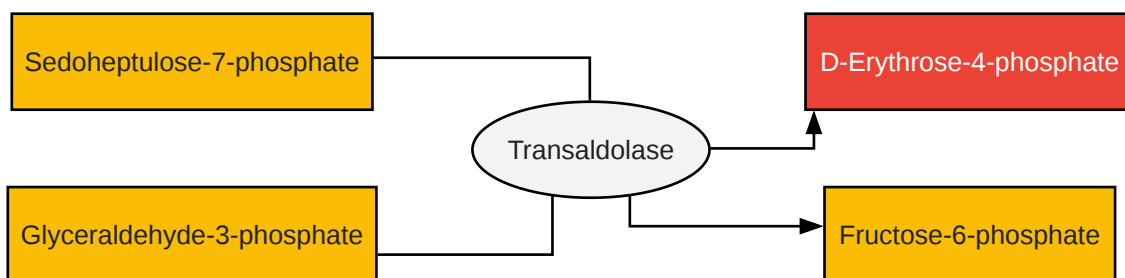 Sedoheptulose-7-phosphate
D-Erythrose-4-phosphate
Transaldolase
Glyceraldehyde-3-phosphate
Fructose-6-phosphate